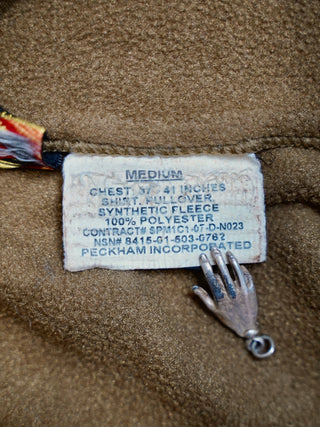 MEDIUM
CHEST 37 - 41 INCHES
SHIRT, PULLOVER,
SYNTHETIC FLEECE
100% POLYESTER
CONTRACT# SPM1C1-07-D-N023
NSN# 8415-01-503-0762
PECKHAM INCORPORATED